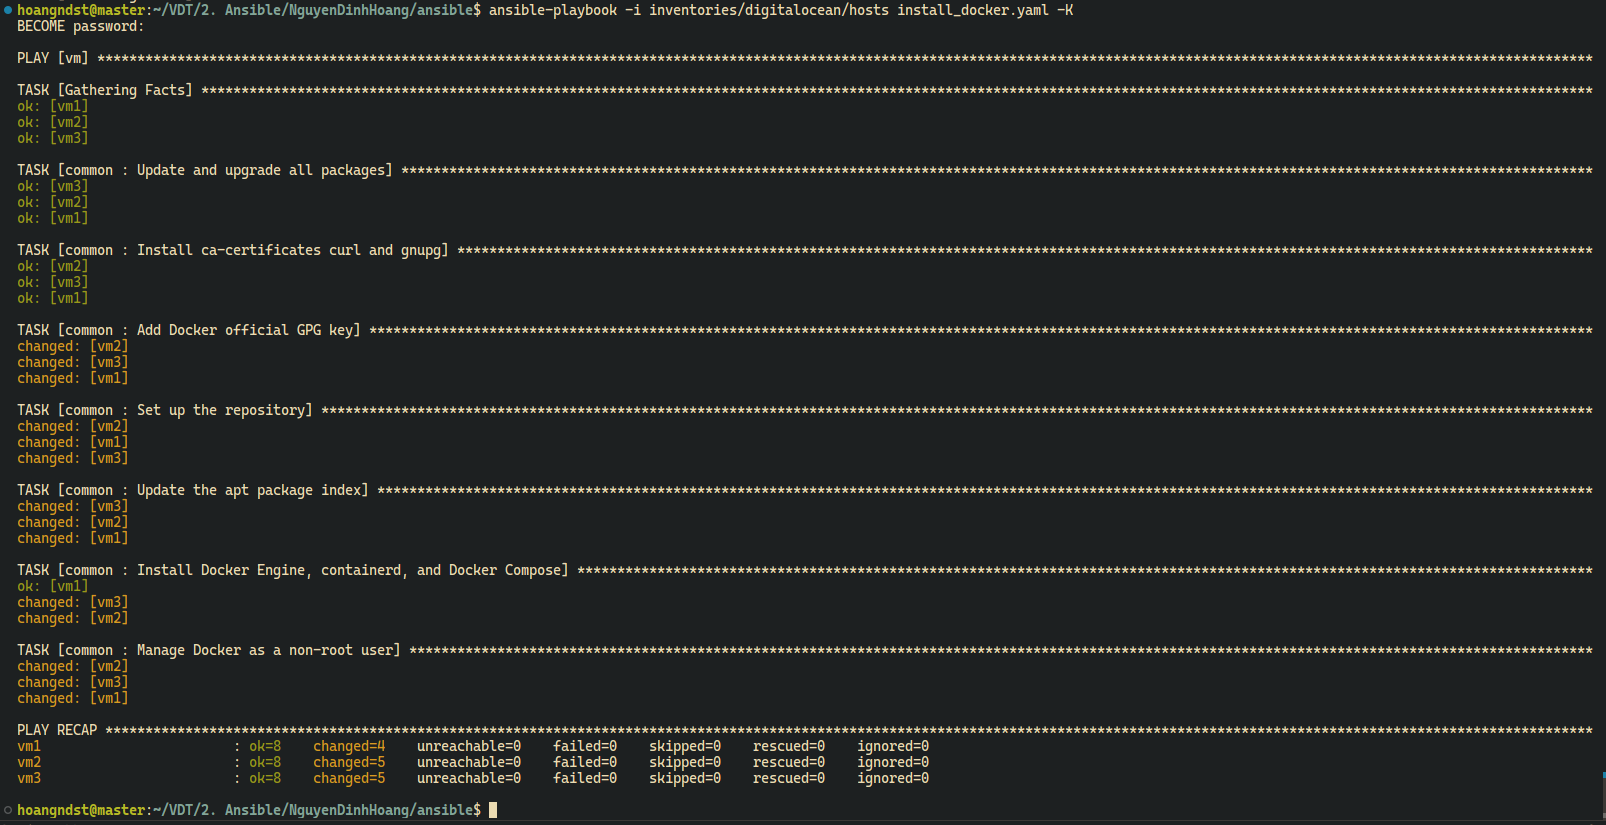 hoangndst@master:~/VDT/2. Ansible/NguyenDinhHoang/ansible$ ansible-playbook -i inventories/digitalocean/hosts install_docker.yaml -K
BECOME password:
PLAY [vm] ****************************************************************************************************************************************************************************************
TASK [Gathering Facts] ****************************************************************************************************************************************************************************
ok: [vm1]
ok: [vm2]
ok: [vm3]
TASK [common : Update and upgrade all packages] *****************************************************************************************************************************************************
ok: [vm3]
ok: [vm2]
ok: [vm1]
TASK [common : Install ca-certificates curl and gnupg] **********************************************************************************************************************************************
ok: [vm2]
ok: [vm3]
ok: [vm1]
TASK [common : Add Docker official GPG key] *********************************************************************************************************************************************************
changed: [vm2]
changed: [vm3]
changed: [vm1]
TASK [common : Set up the repository] ***************************************************************************************************************************************************************
changed: [vm2]
changed: [vm1]
changed: [vm3]
TASK [common : Update the apt package index] ********************************************************************************************************************************************************
changed: [vm3]
changed: [vm2]
changed: [vm1]
TASK [common : Install Docker Engine, containerd, and Docker Compose] *******************************************************************************************************************************
ok: [vm1]
changed: [vm3]
changed: [vm2]
TASK [common : Manage Docker as a non-root user] ****************************************************************************************************************************************************
changed: [vm2]
changed: [vm3]
changed: [vm1]
PLAY RECAP ******************************************************************************************************************************************************************************************
vm1                        : ok=8    changed=4    unreachable=0    failed=0    skipped=0    rescued=0    ignored=0
vm2                        : ok=8    changed=5    unreachable=0    failed=0    skipped=0    rescued=0    ignored=0
vm3                        : ok=8    changed=5    unreachable=0    failed=0    skipped=0    rescued=0    ignored=0
hoangndst@master:~/VDT/2. Ansible/NguyenDinhHoang/ansible$